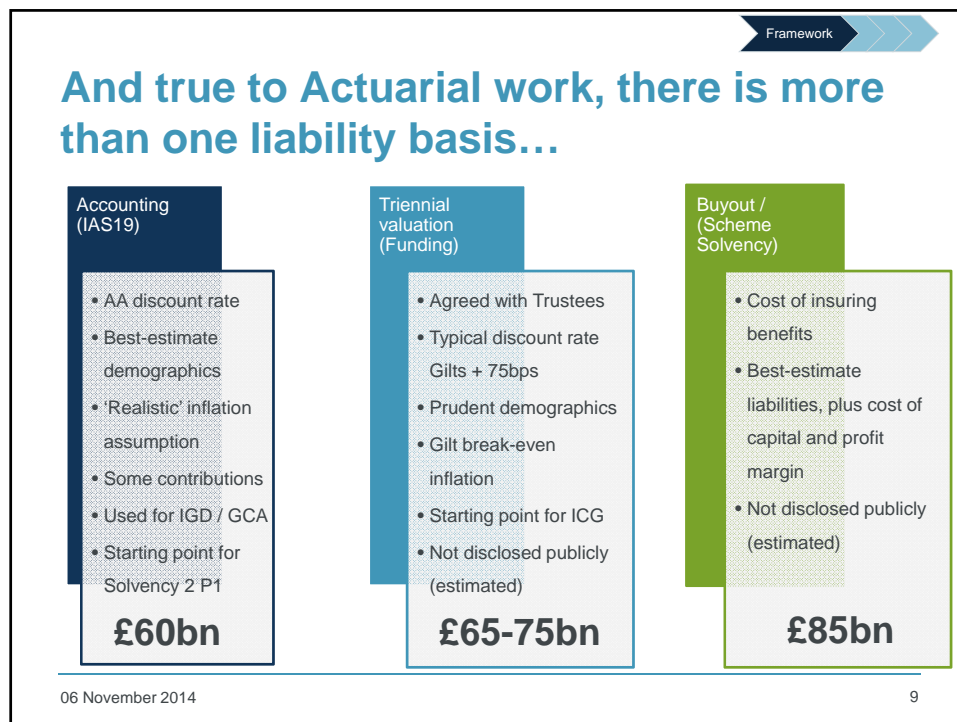 Framework
And true to Actuarial work, there is more
than one liability basis…
Accounting
(IAS19)
• AA discount rate
• Best-estimate
demographics
• ‘Realistic’ inflation
assumption
• Some contributions
• Used for IGD / GCA
• Starting point for
Solvency 2 P1
£60bn
Triennial
valuation
(Funding)
• Agreed with Trustees
• Typical discount rate
Gilts + 75bps
• Prudent demographics
• Gilt break-even
inflation
• Starting point for ICG
• Not disclosed publicly
(estimated)
£65-75bn
Buyout /
(Scheme
Solvency)
• Cost of insuring
benefits
• Best-estimate
liabilities, plus cost of
capital and profit
margin
• Not disclosed publicly
(estimated)
£85bn
06 November 2014
9